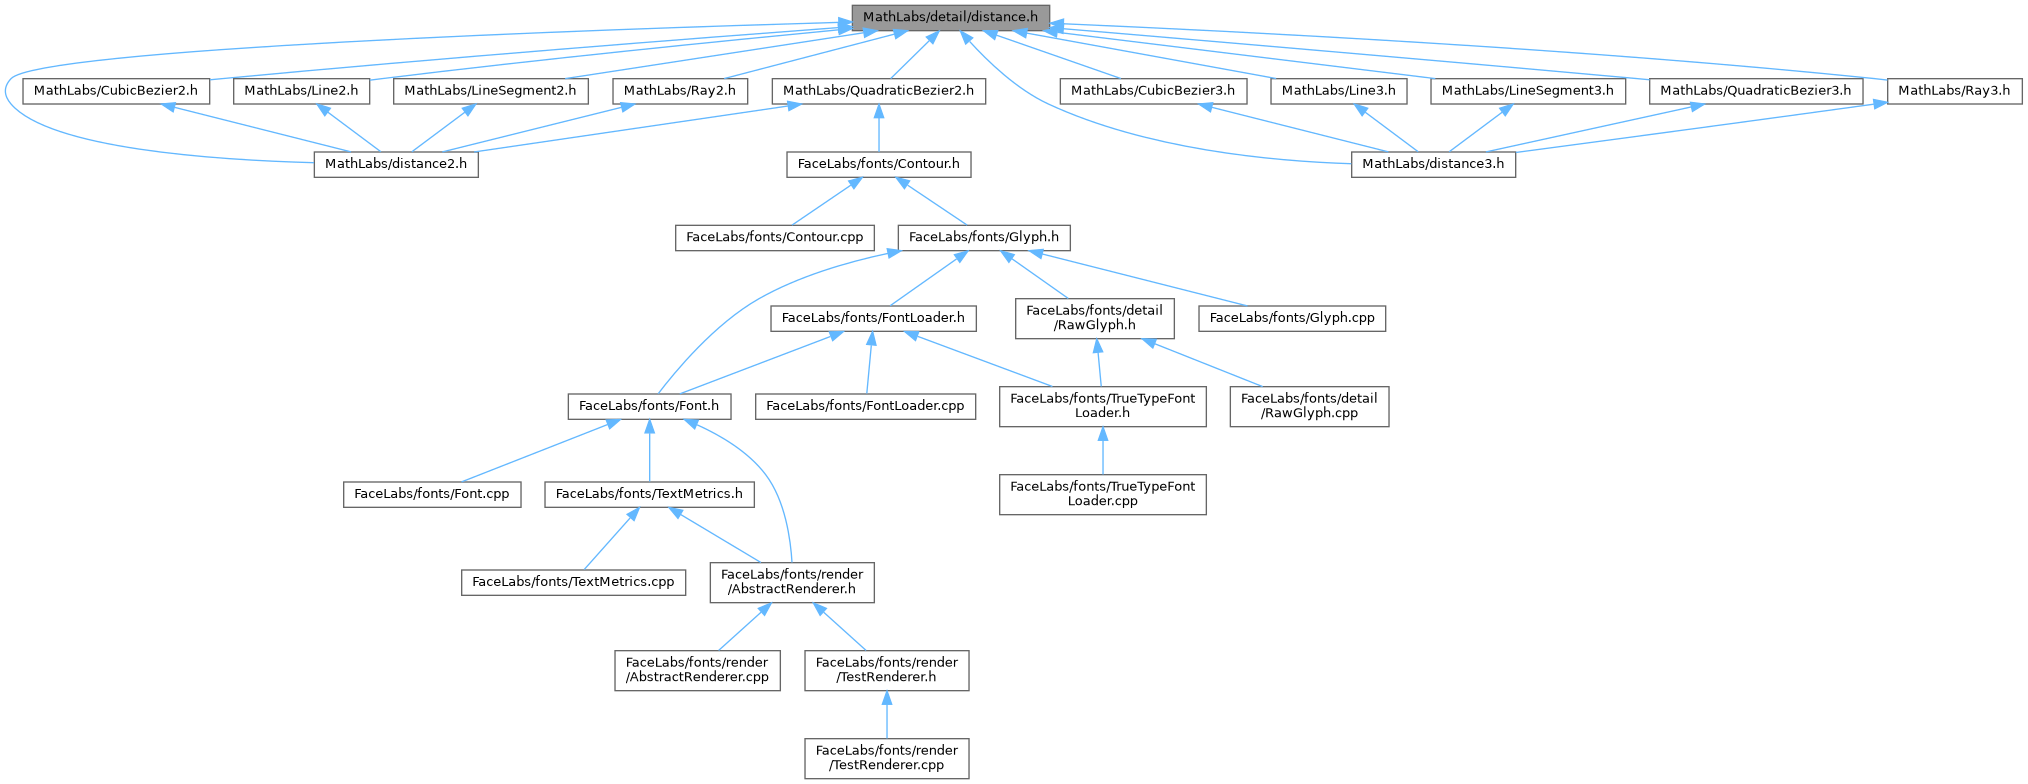 MathLabs/detail/distance.h
MathLabs/CubicBezier2.h
MathLabs/Line2.h
MathLabs/LineSegment2.h
MathLabs/Ray2.h
MathLabs/QuadraticBezier2.h
MathLabs/CubicBezier3.h
MathLabs/Line3.h
MathLabs/LineSegment3.h
MathLabs/QuadraticBezier3.h
MathLabs/Ray3.h
MathLabs/distance2.h
FaceLabs/fonts/Contour.h
MathLabs/distance3.h
FaceLabs/fonts/Contour.cpp
FaceLabs/fonts/Glyph.h
FaceLabs/fonts/FontLoader.h
FaceLabs/fonts/detail
/RawGlyph.h
FaceLabs/fonts/Glyph.cpp
FaceLabs/fonts/Font.h
FaceLabs/fonts/FontLoader.cpp
FaceLabs/fonts/TrueTypeFont
Loader.h
FaceLabs/fonts/detail
/RawGlyph.cpp
FaceLabs/fonts/Font.cpp
FaceLabs/fonts/TextMetrics.h
FaceLabs/fonts/TrueTypeFont
Loader.cpp
FaceLabs/fonts/TextMetrics.cpp
FaceLabs/fonts/render
/AbstractRenderer.h
FaceLabs/fonts/render
/AbstractRenderer.cpp
FaceLabs/fonts/render
/TestRenderer.h
FaceLabs/fonts/render
/TestRenderer.cpp